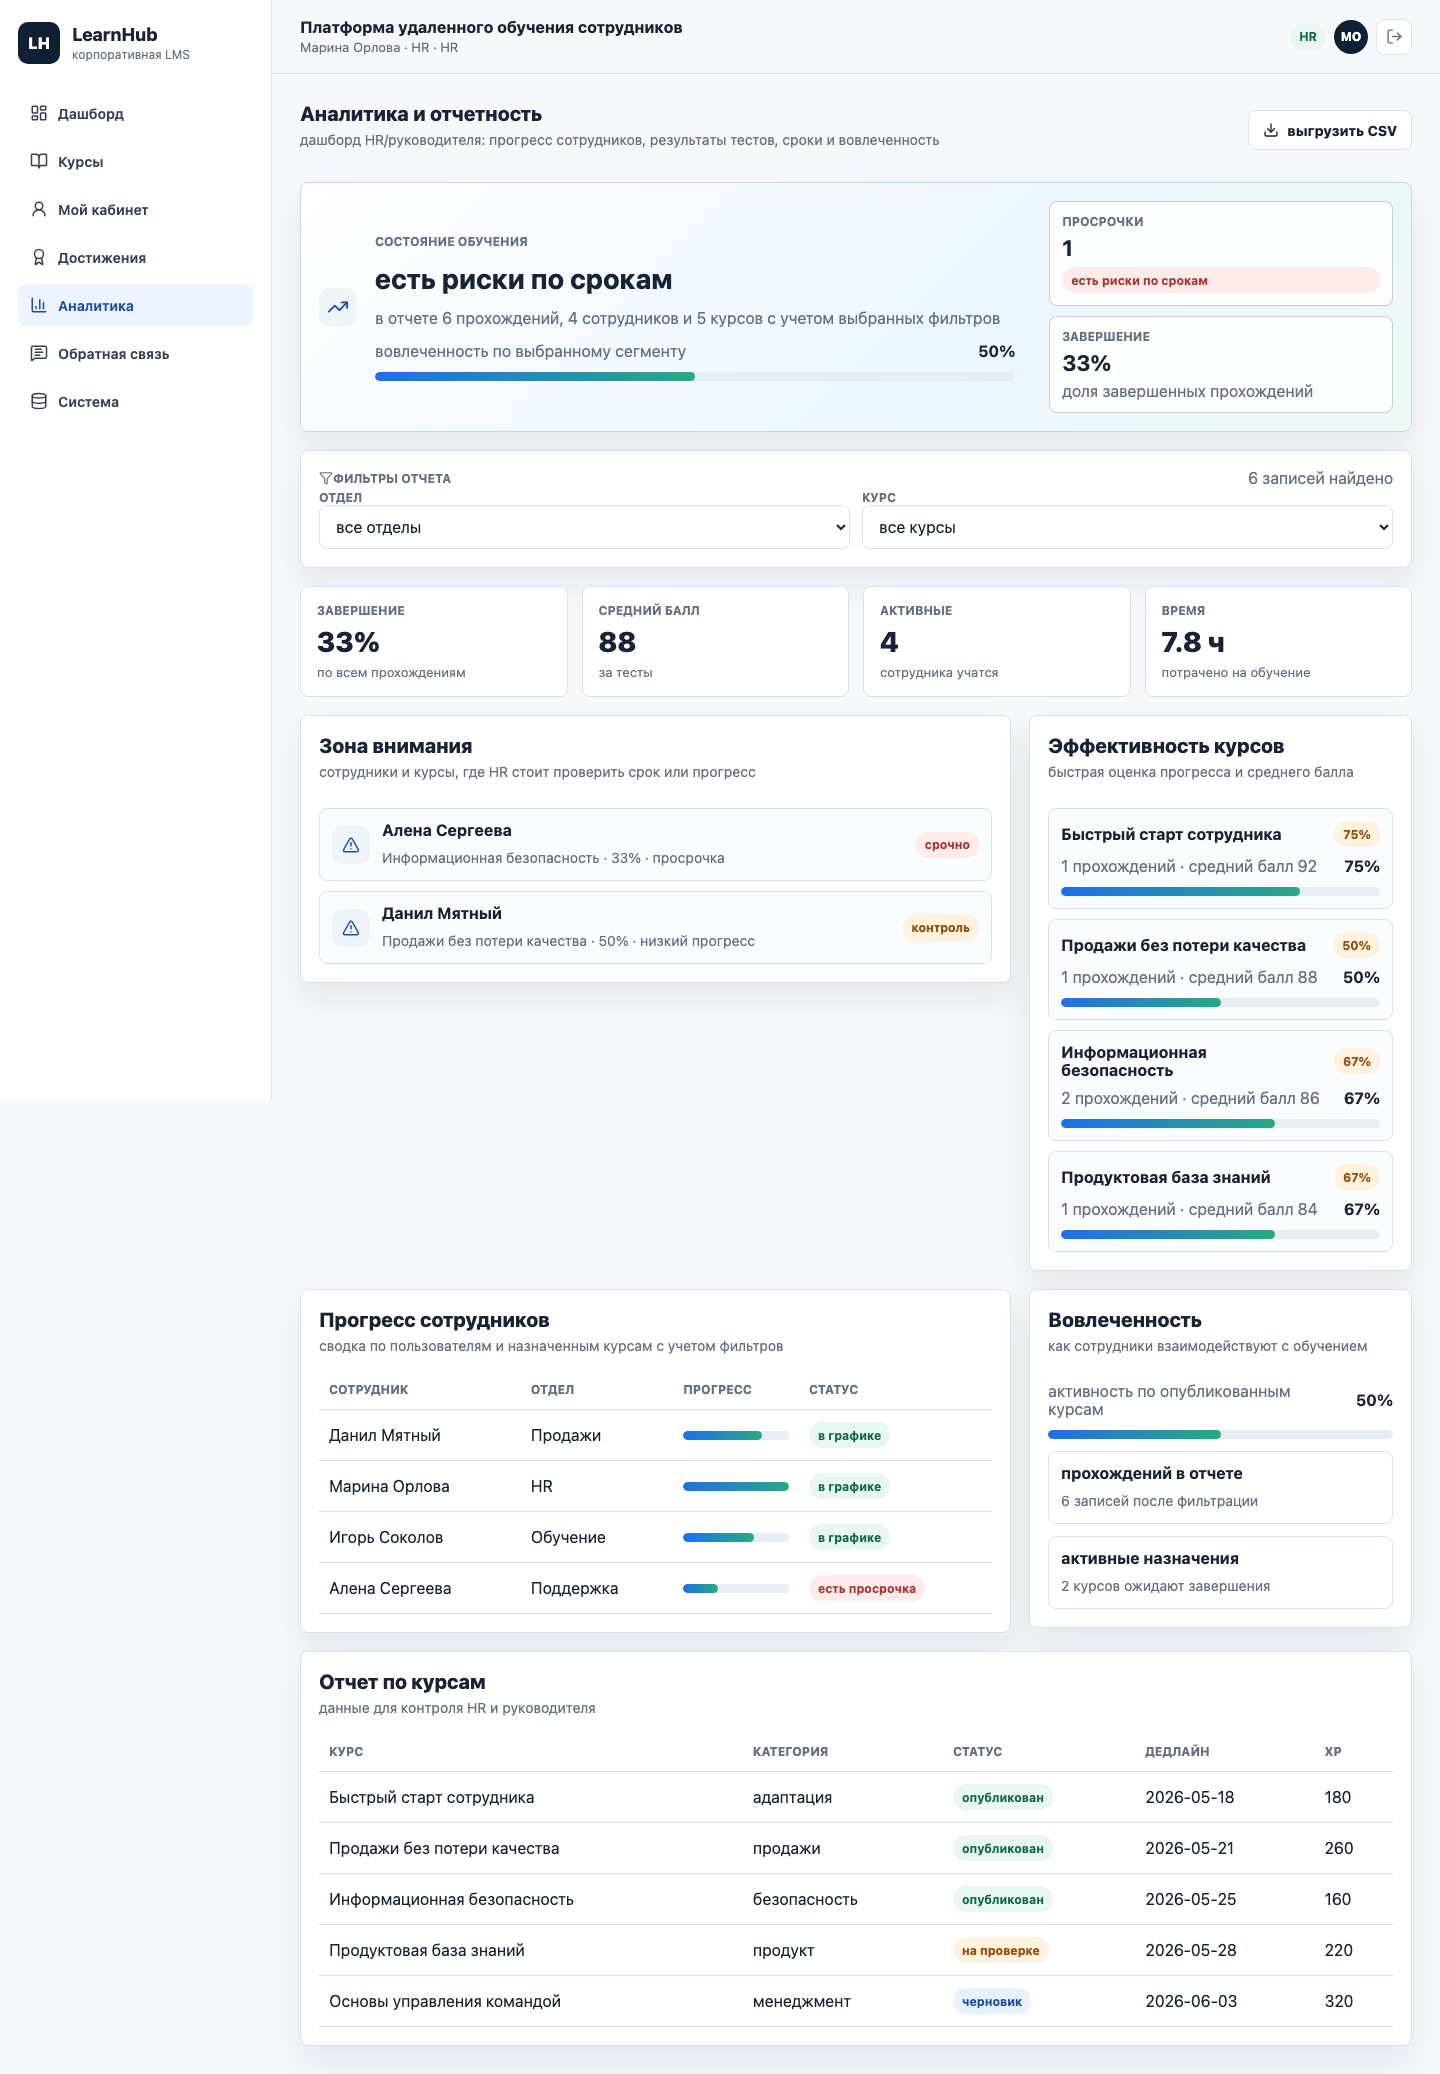 LH
LearnHub
корпоративная LMS
Дашборд
Курсы
Мой кабинет
Достижения
Аналитика
Обратная связь
Система
Платформа удаленного обучения сотрудников
Марина Орлова · HR · HR
HR
МО
Аналитика и отчетность
дашборд HR/руководителя: прогресс сотрудников, результаты тестов, сроки и вовлеченность
выгрузить CSV
СОСТОЯНИЕ ОБУЧЕНИЯ
есть риски по срокам
в отчете 6 прохождений, 4 сотрудников и 5 курсов с учетом выбранных фильтров
вовлеченность по выбранному сегменту 50%
ПРОСРОЧКИ
1
есть риски по срокам
ЗАВЕРШЕНИЕ
33%
доля завершенных прохождений
ФИЛЬТРЫ ОТЧЕТА
6 записей найдено
ОТДЕЛ
все отделы
КУРС
все курсы
ЗАВЕРШЕНИЕ
33%
по всем прохождениям
СРЕДНИЙ БАЛЛ
88
за тесты
АКТИВНЫЕ
4
сотрудника учатся
ВРЕМЯ
7.8 ч
потрачено на обучение
Зона внимания
сотрудники и курсы, где HR стоит проверить срок или прогресс
Алена Сергеева
Информационная безопасность · 33% · просрочка
срочно
Данил Мятный
Продажи без потери качества · 50% · низкий прогресс
контроль
Эффективность курсов
быстрая оценка прогресса и среднего балла
Быстрый старт сотрудника 75%
1 прохождений · средний балл 92 75%
Продажи без потери качества 50%
1 прохождений · средний балл 88 50%
Информационная
безопасность
67%
2 прохождений · средний балл 86 67%
Продуктовая база знаний 67%
1 прохождений · средний балл 84 67%
Прогресс сотрудников
сводка по пользователям и назначенным курсам с учетом фильтров
СОТРУДНИК ОТДЕЛ ПРОГРЕСС СТАТУС
Данил Мятный Продажи в графике
Марина Орлова HR в графике
Игорь Соколов Обучение в графике
Алена Сергеева Поддержка есть просрочка
Вовлеченность
как сотрудники взаимодействуют с обучением
активность по опубликованным
курсам
50%
прохождений в отчете
6 записей после фильтрации
активные назначения
2 курсов ожидают завершения
Отчет по курсам
данные для контроля HR и руководителя
КУРС КАТЕГОРИЯ СТАТУС ДЕДЛАЙН XP
Быстрый старт сотрудника адаптация опубликован 2026-05-18 180
Продажи без потери качества продажи опубликован 2026-05-21 260
Информационная безопасность безопасность опубликован 2026-05-25 160
Продуктовая база знаний продукт на проверке 2026-05-28 220
Основы управления командой менеджмент черновик 2026-06-03 320